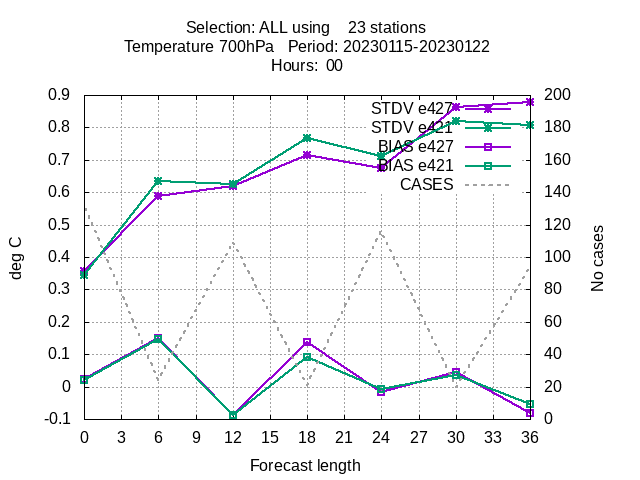 Selection: ALL using 23 stations
Temperature 700hPa Period: 20230115-20230122
Hours: 00
0.9 200
STDV e427
0.8 180
STDV e421
BIAS e427
0.7 160
BIAS e421
CASES
0.6 140
0.5 120
0.4 100
0.3 80
0.2 60
0.1 40
0 20
-0.1 0
deg C
No cases
0 3 6 9 12 15 18 21 24 27 30 33 36
Forecast length